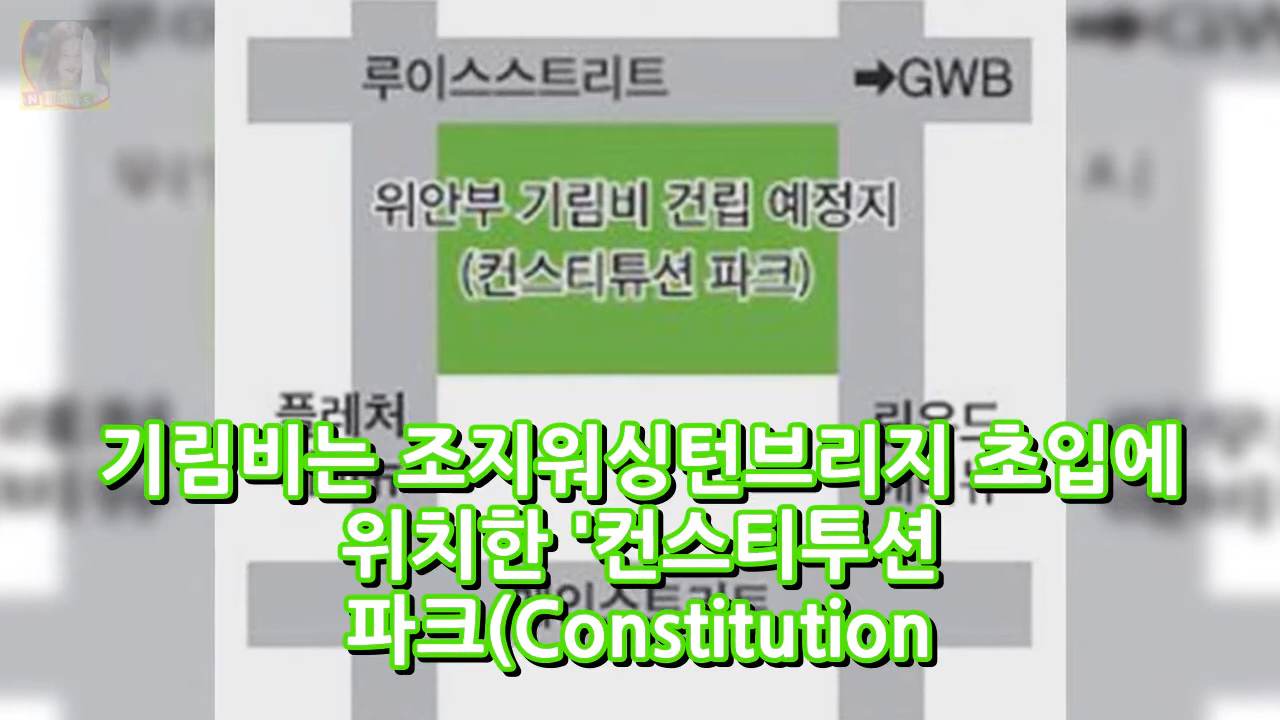 루이스스트리트
➡GWB
위안부 기림비 건립 예정지
(컨스티튜션 파크)
플레처
기림비는 조지워싱턴브리지 초입에
위치한 '컨스티투션
파크(Constitution
NEWS